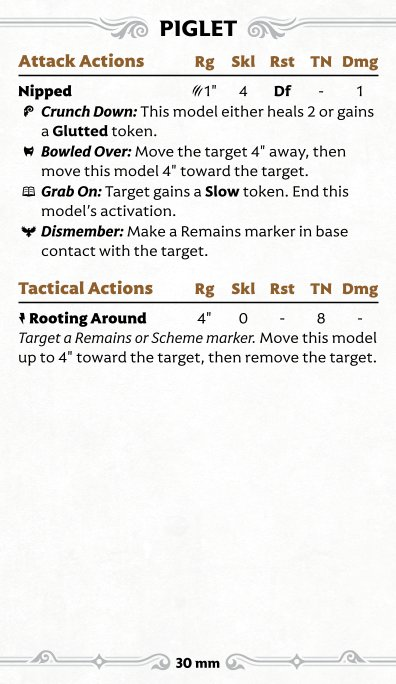 PIGLET
Attack Actions Rg Skl Rst TN Dmg
Nipped 1" 4 Df - 1
Crunch Down: This model either heals 2 or gains
a Glutted token.
Bowled Over: Move the target 4" away, then
move this model 4" toward the target.
Grab On: Target gains a Slow token. End this
model's activation.
Dismember: Make a Remains marker in base
contact with the target.
Tactical Actions Rg Skl Rst TN Dmg
Rooting Around 4" 0 - 8 -
Target a Remains or Scheme marker. Move this model
up to 4" toward the target, then remove the target.
30 mm